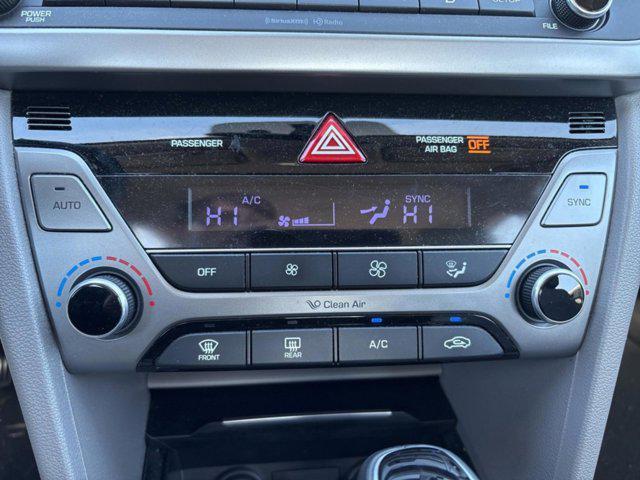 POWER
PUSH
SiriusXM HD Radio
SETUP
FILE
PASSENGER
PASSENGER
AIR BAG OFF
AUTO
A/C
SYNC
HI
HI
SYNC
OFF
Clean Air
FRONT
REAR
A/C